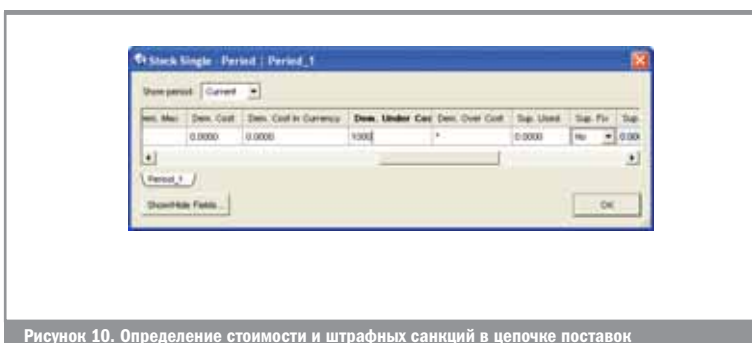 Stock Single - Period | Period_1
Show period: Current
Dem. Cost Dem. Cost In Currency Dem. Under Cos Dem. Over Cost Sup. Used Sup. Fix Sup.
0.0000 0.0000 1000 * 0.0000 No 0.000
Period_1
Show/Hide Fields... OK
Рисунок 10. Определение стоимости и штрафных санкций в цепочке поставок